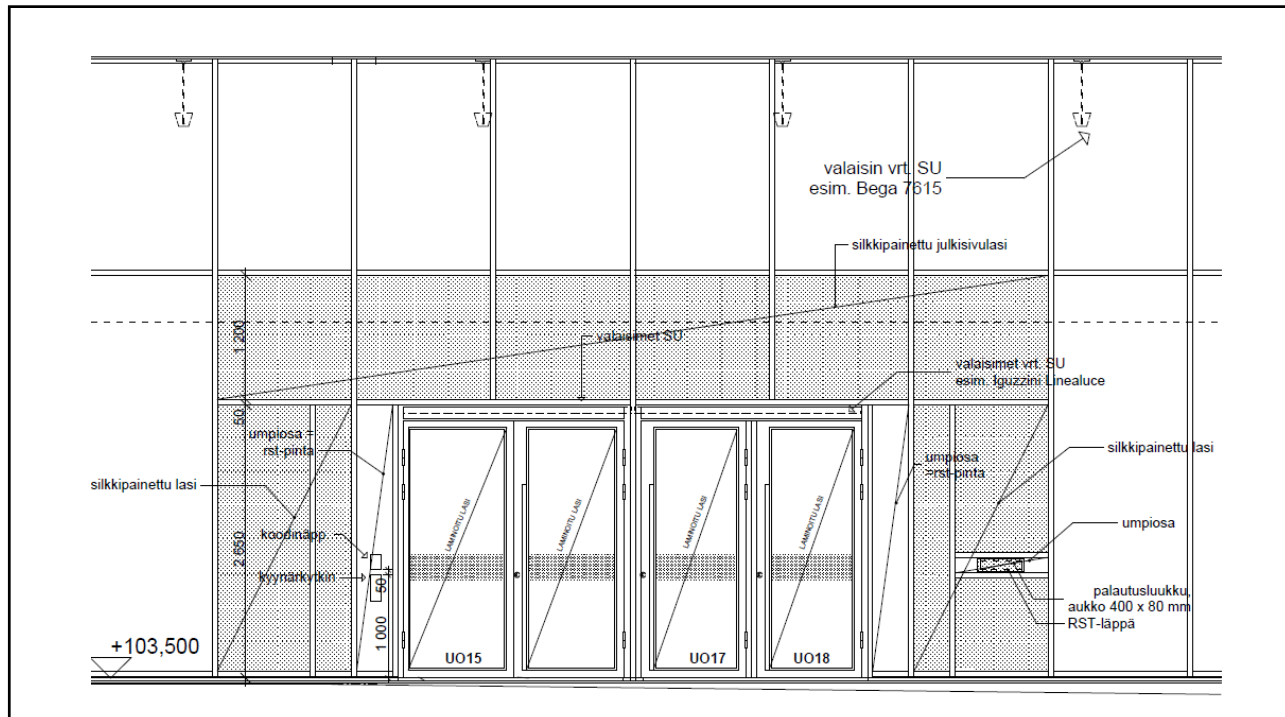 valaisin vrt. SU
esim. Bega 7615
silkkipainettu julkisivulasi
1 200
valaisimet SU
valaisimet vrt. SU
esim. Iguzzini Linealuce
50
umpiosa =
rst-pinta
umpiosa
=rst-pinta
silkkipainettu lasi
silkkipainettu lasi
LAMINOITU LASI
LAMINOITU LASI
LAMINOITU LASI
LAMINOITU LASI
koodinäpp.
umpiosa
2 650
kyynärkytkin
50
palautusluukku,
aukko 400 x 80 mm
RST-läppä
1 000
+103,500
UO15
UO17
UO18